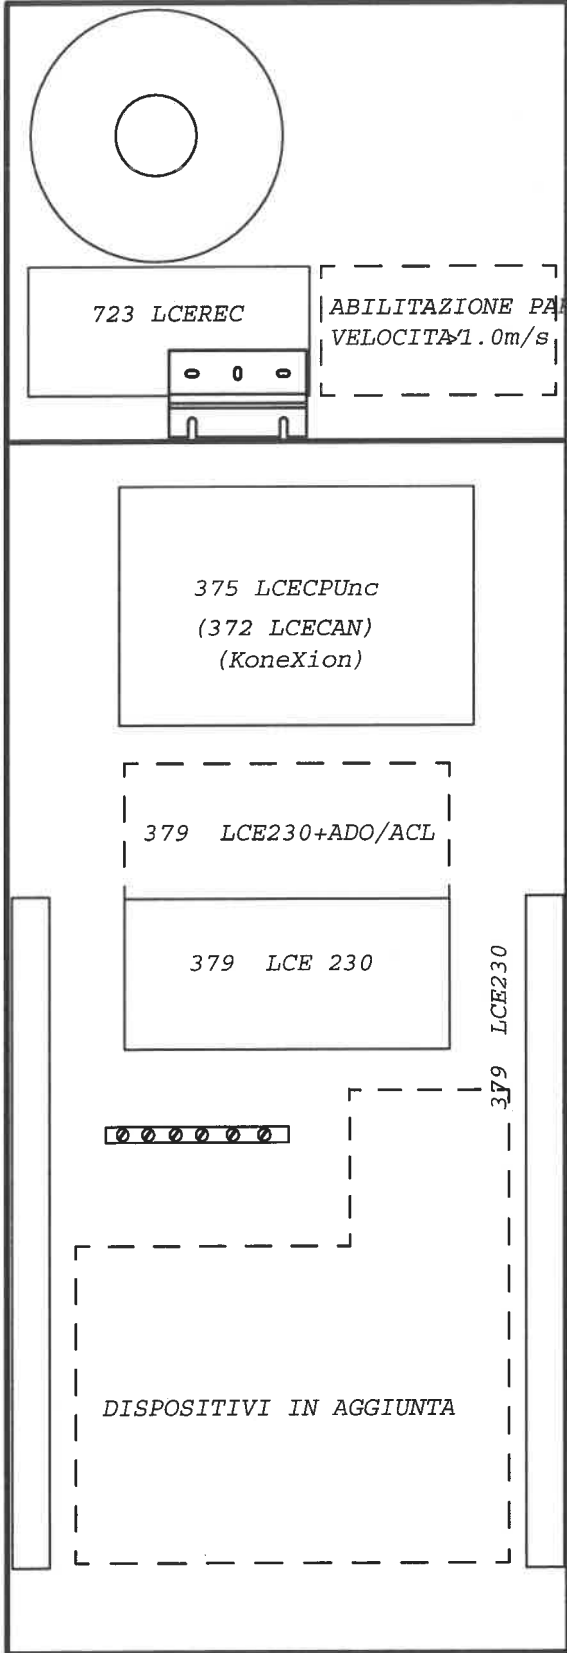 723 LCEREC
ABILITAZIONE PAR
VELOCITA>1.0m/s
375 LCECPUnc
(372 LCECAN)
(KoneXion)
379 LCE230+ADO/ACL
379 LCE 230
379 LCE230
DISPOSITIVI IN AGGIUNTA